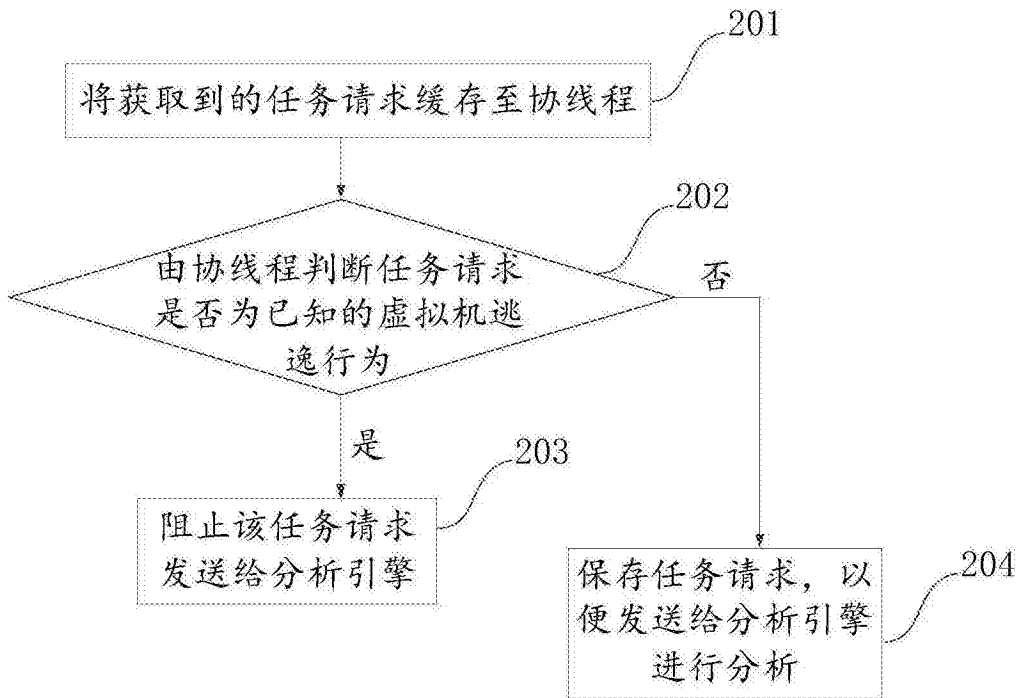 201
将获取到的任务请求缓存至协线程
202
由协线程判断任务请求
是否为已知的虚拟机逃
逸行为
否
是
203
阻止该任务请求
发送给分析引擎
204
保存任务请求，以
便发送给分析引擎
进行分析